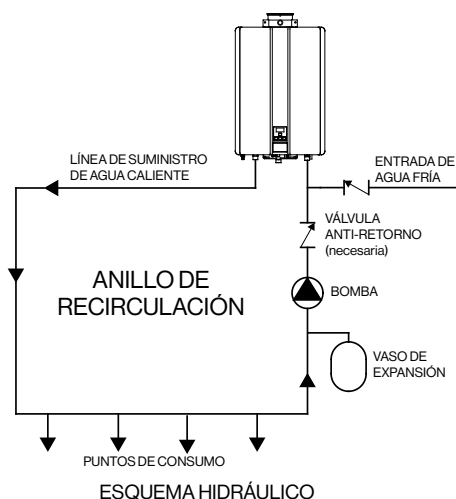 LÍNEA DE SUMINISTRO
DE AGUA CALIENTE
ENTRADA DE
AGUA FRÍA
VÁLVULA
ANTI-RETORNO
(necesaria)
ANILLO DE
RECIRCULACIÓN
BOMBA
VASO DE
EXPANSIÓN
PUNTOS DE CONSUMO
ESQUEMA HIDRÁULICO